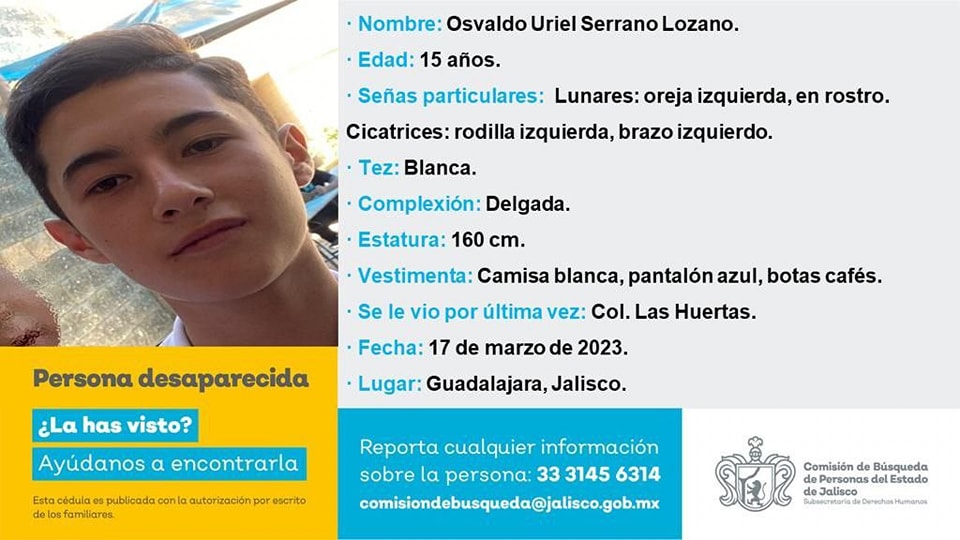 · Nombre: Osvaldo Uriel Serrano Lozano.
· Edad: 15 años.
· Señas particulares: Lunares: oreja izquierda, en rostro.
Cicatrices: rodilla izquierda, brazo izquierdo.
· Tez: Blanca.
· Complexión: Delgada.
· Estatura: 160 cm.
· Vestimenta: Camisa blanca, pantalón azul, botas cafés.
· Se le vio por última vez: Col. Las Huertas.
· Fecha: 17 de marzo de 2023.
· Lugar: Guadalajara, Jalisco.
Persona desaparecida
¿La has visto?
Ayúdanos a encontrarla
Esta cédula es publicada con la autorización por escrito
de los familiares.
Reporta cualquier información
sobre la persona: 33 3145 6314
comisiondebusqueda@jalisco.gob.mx
Comisión de Búsqueda
de Personas del Estado
de Jalisco
Subsecretaría de Derechos Humanos